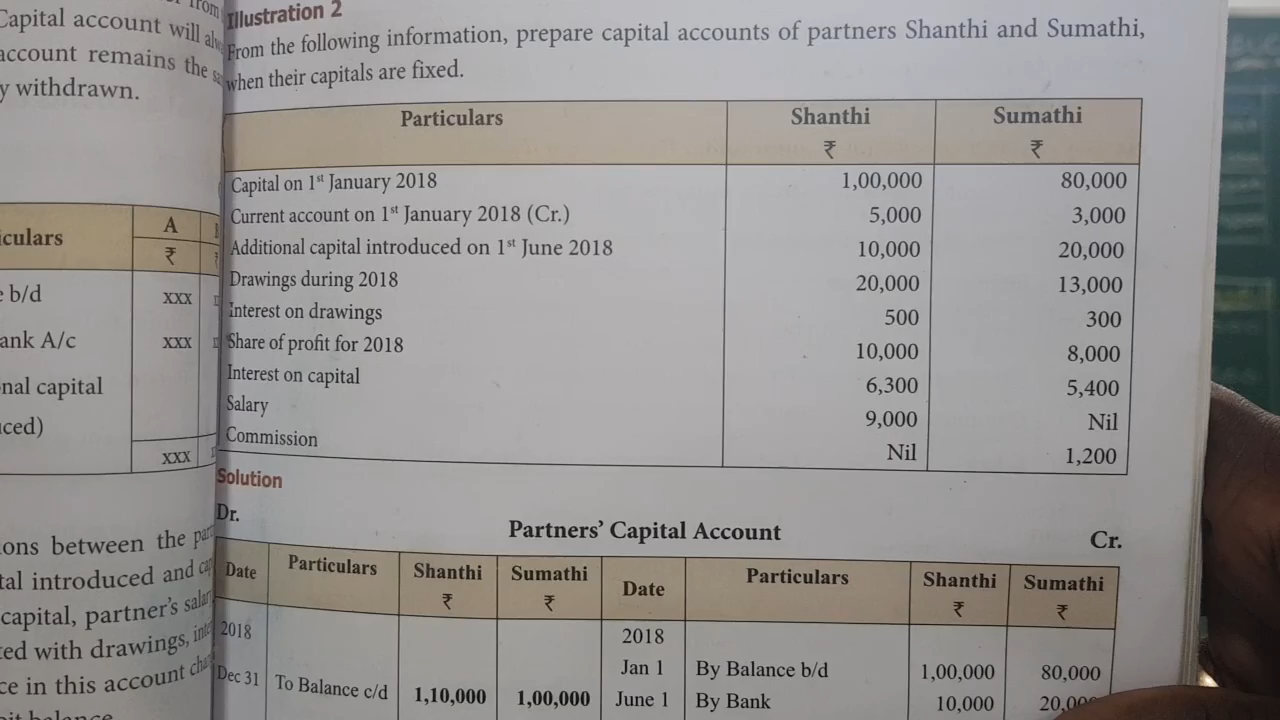 Capital account will
account remains the
y withdrawn.
iculars A
₹
e b/d xxx
ank A/c xxx
nal capital
ced)
xxx
ons between the
tal introduced and
capital, partner's
ed with drawings,
ce in this account
Illustration 2
From the following information, prepare capital accounts of partners Shanthi and Sumathi,
when their capitals are fixed.
Particulars Shanthi Sumathi
₹ ₹
Capital on 1st January 2018 1,00,000 80,000
Current account on 1st January 2018 (Cr.) 5,000 3,000
Additional capital introduced on 1st June 2018 10,000 20,000
Drawings during 2018 20,000 13,000
Interest on drawings 500 300
Share of profit for 2018 10,000 8,000
Interest on capital 6,300 5,400
Salary 9,000 Nil
Commission Nil 1,200
Solution
Dr. Partners' Capital Account Cr.
Date Particulars Shanthi Sumathi Date Particulars Shanthi Sumathi
₹ ₹ ₹ ₹
2018 2018
Jan 1 By Balance b/d 1,00,000 80,000
Dec 31 To Balance c/d 1,10,000 1,00,000 June 1 By Bank 10,000 20,000